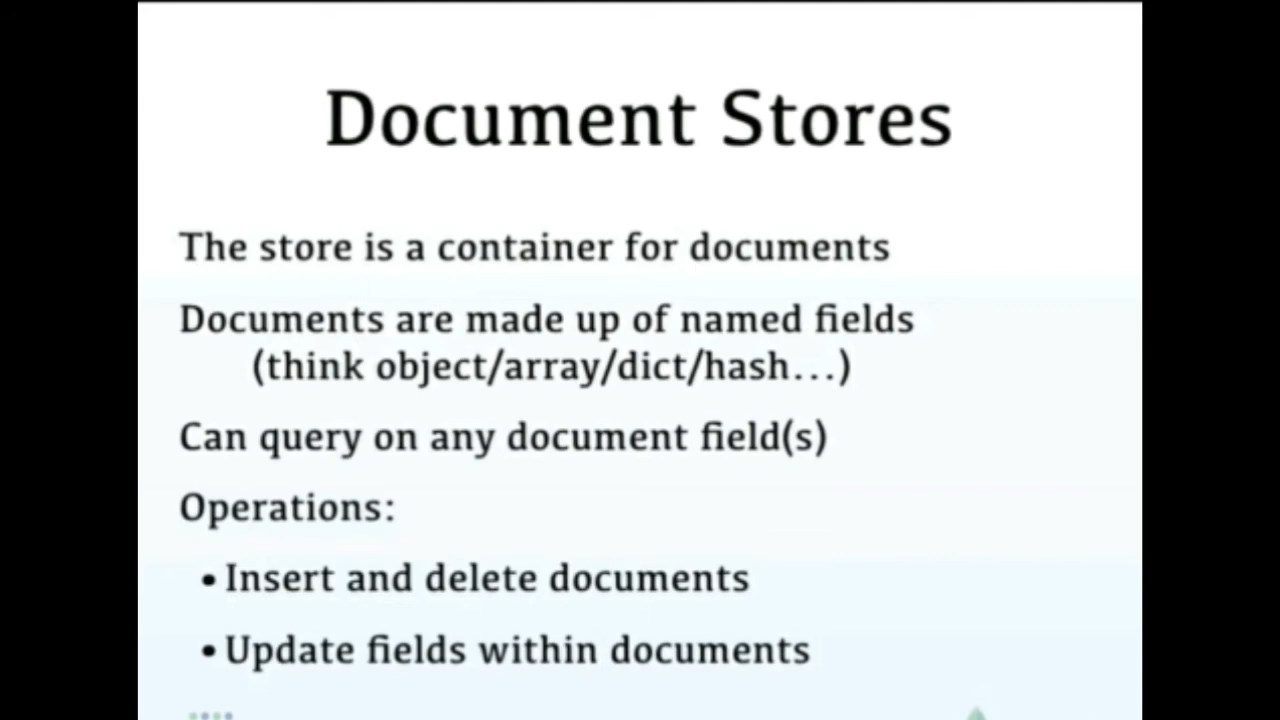 Document Stores
The store is a container for documents
Documents are made up of named fields
(think object/array/dict/hash...)
Can query on any document field(s)
Operations:
• Insert and delete documents
• Update fields within documents